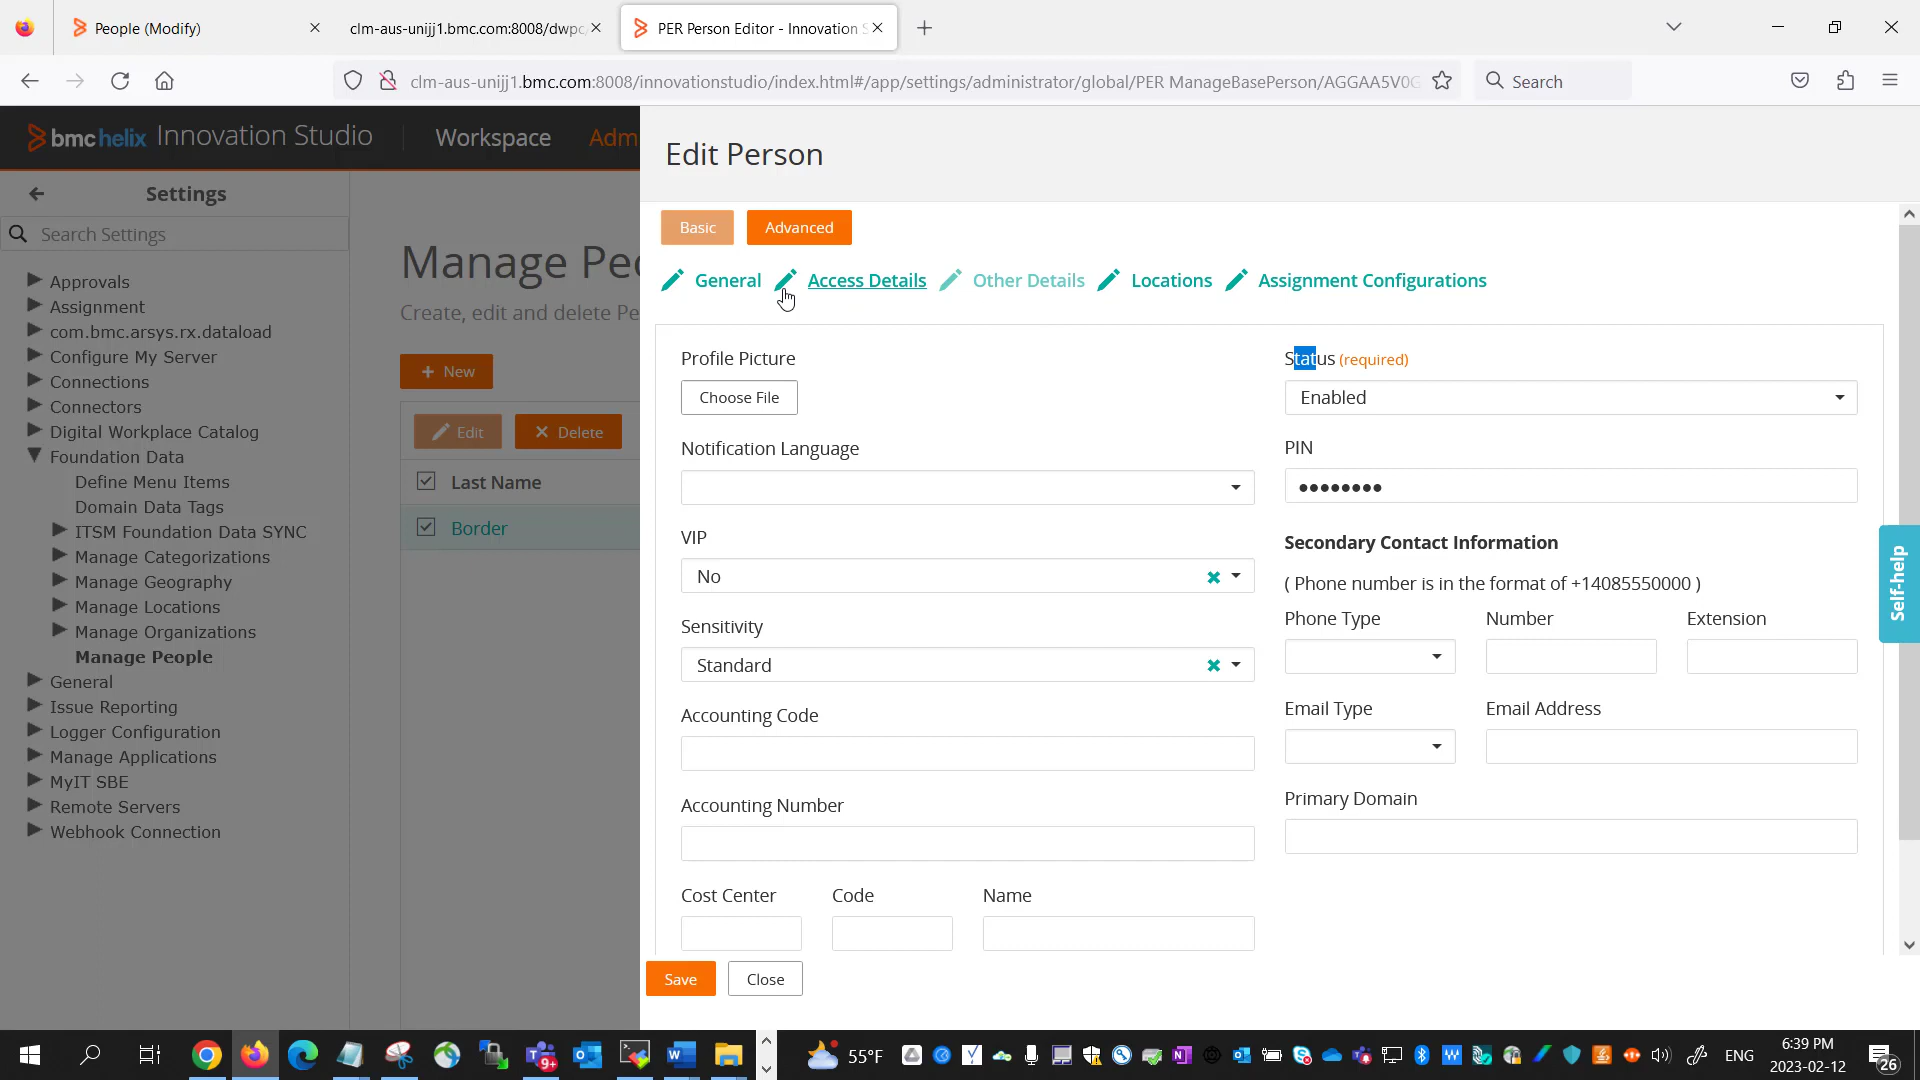 People (Modify)
clm-aus-unijj1.bmc.com:8008/dwpc
PER Person Editor - Innovation S
clm-aus-unijj1.bmc.com:8008/innovationstudio/index.html#/app/settings/administrator/global/PER ManageBasePerson/AGGAA5V0G
Search
bmchelix Innovation Studio
Workspace
Adm
Edit Person
Settings
Search Settings
Approvals
Assignment
com.bmc.arsys.rx.dataload
Configure My Server
Connections
Connectors
Digital Workplace Catalog
Foundation Data
Define Menu Items
Domain Data Tags
ITSM Foundation Data SYNC
Manage Categorizations
Manage Geography
Manage Locations
Manage Organizations
Manage People
General
Issue Reporting
Logger Configuration
Manage Applications
MyIT SBE
Remote Servers
Webhook Connection
Manage Peo
Create, edit and delete Pe
+ New
Edit
Delete
Last Name
Border
Basic
Advanced
General
Access Details
Other Details
Locations
Assignment Configurations
Profile Picture
Choose File
Notification Language
VIP
No
Sensitivity
Standard
Accounting Code
Accounting Number
Cost Center
Code
Name
Status (required)
Enabled
PIN
Secondary Contact Information
( Phone number is in the format of +14085550000 )
Phone Type
Number
Extension
Email Type
Email Address
Primary Domain
Self-help
Save
Close
9+
55°F
ENG
6:39 PM
2023-02-12
26